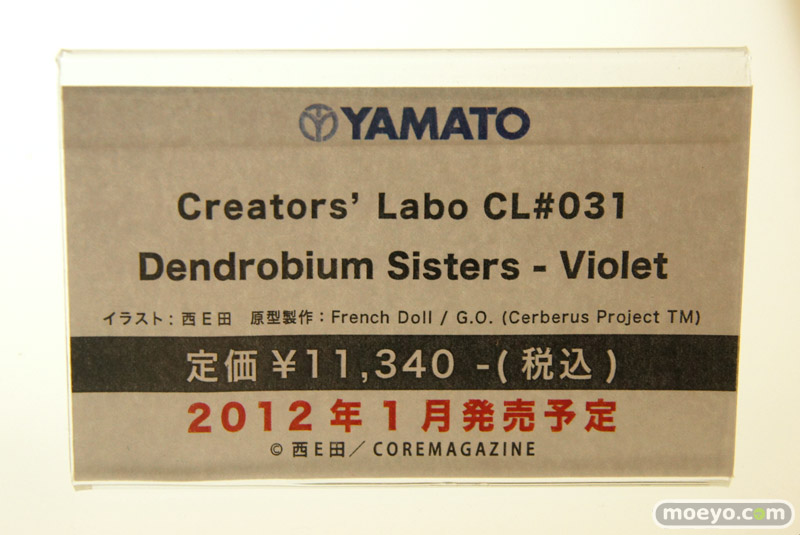 YAMATO
Creators’ Labo CL#031
Dendrobium Sisters - Violet
イラスト：西E田　原型製作：French Doll / G.O. (Cerberus Project TM)
定価 ¥11,340 -(税込)
2012年1月発売予定
© 西E田／COREMAGAZINE
moeyo.com